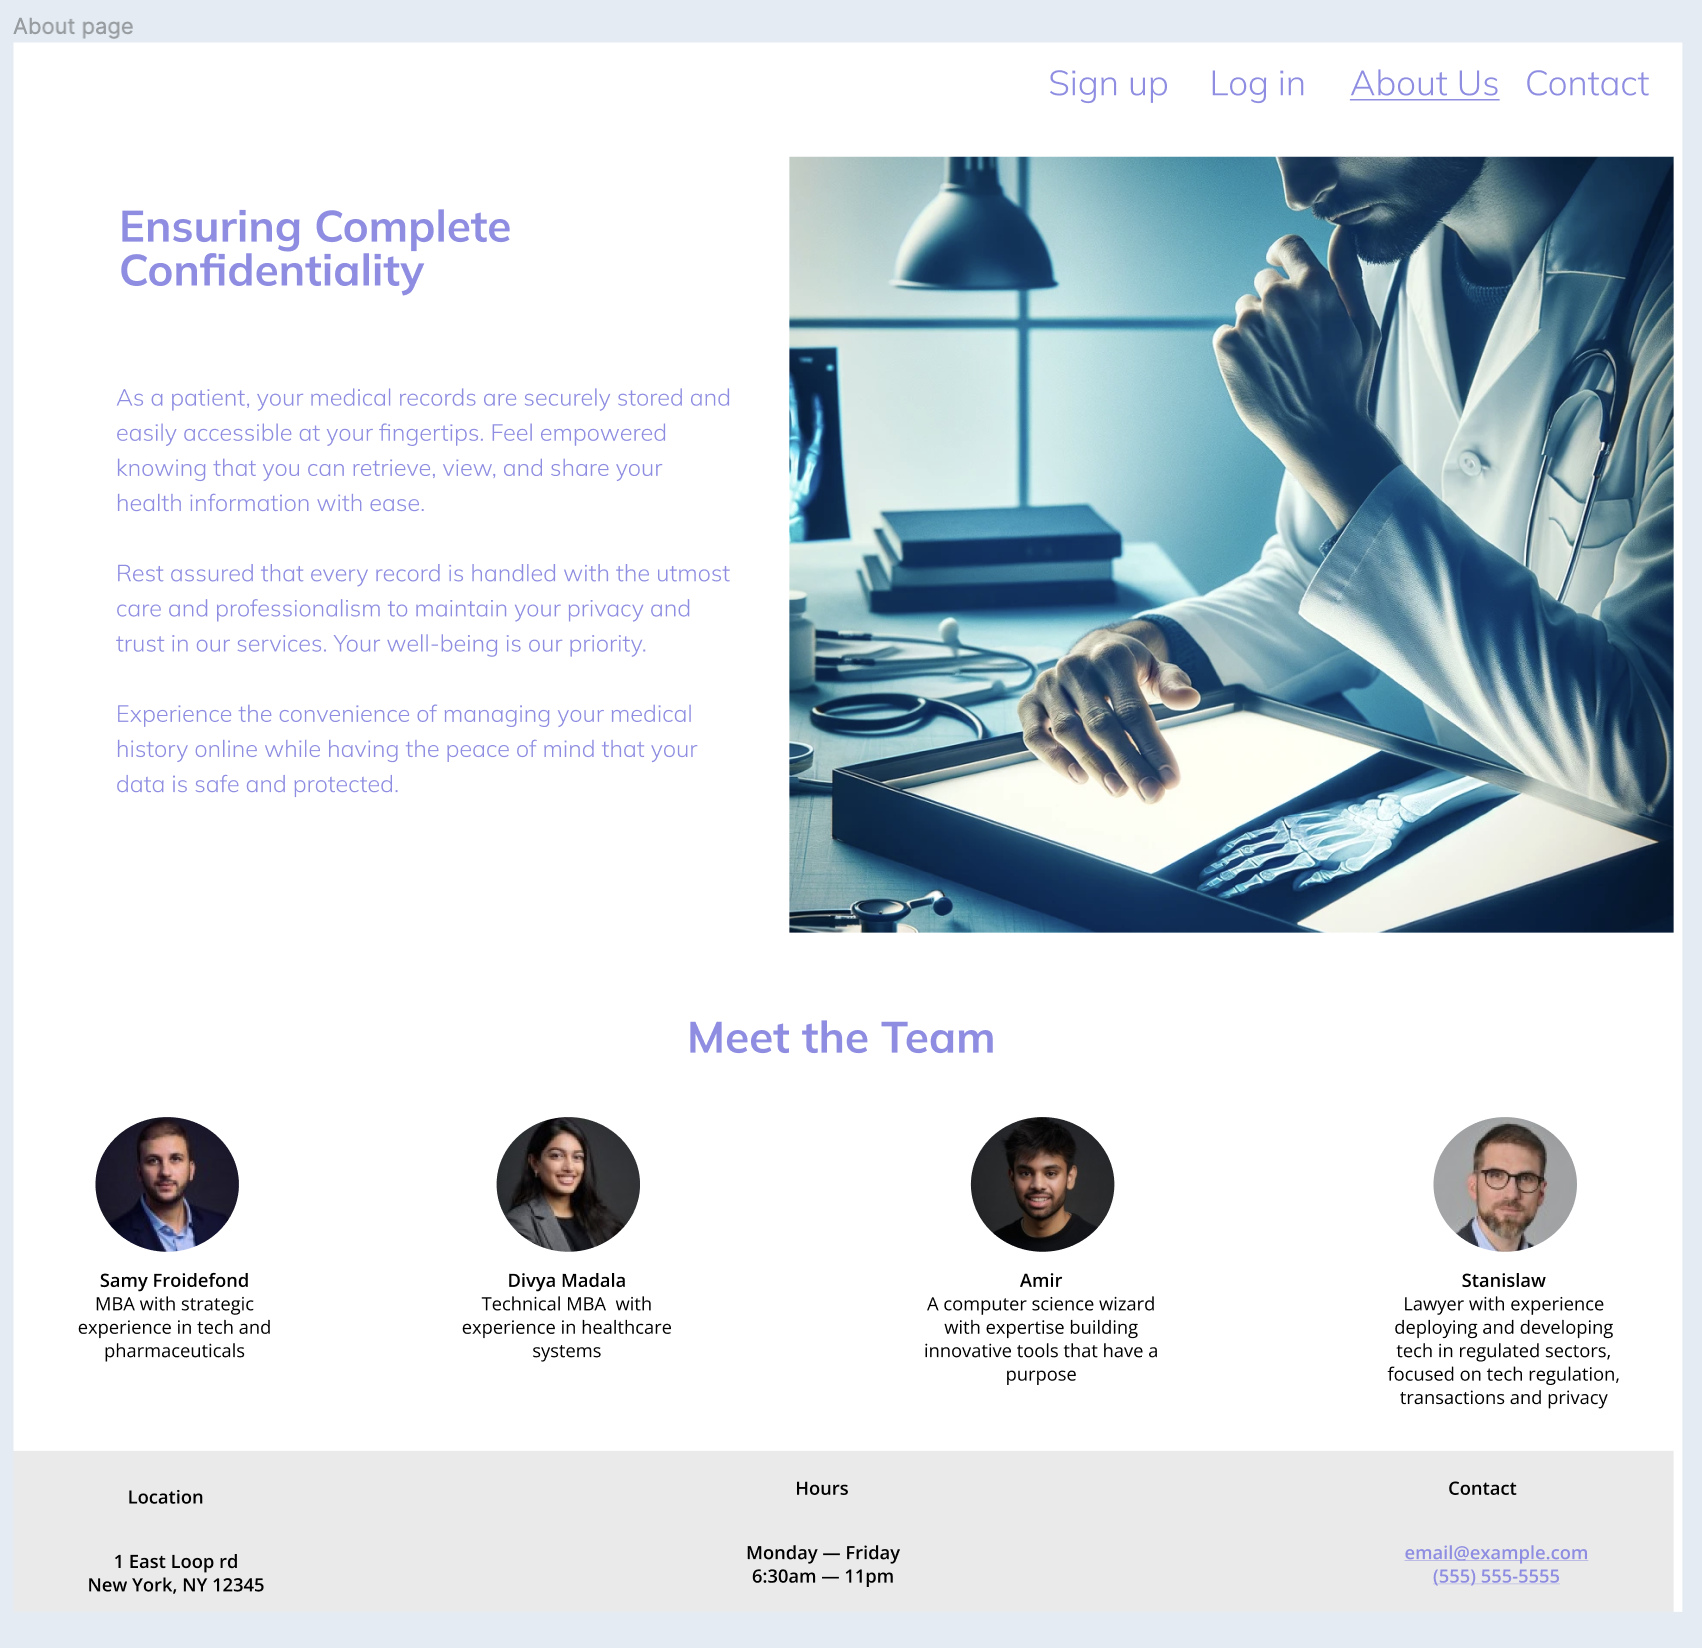 About page
Sign up Log in About Us Contact
Ensuring Complete
Confidentiality
As a patient, your medical records are securely stored and
easily accessible at your fingertips. Feel empowered
knowing that you can retrieve, view, and share your
health information with ease.
Rest assured that every record is handled with the utmost
care and professionalism to maintain your privacy and
trust in our services. Your well-being is our priority.
Experience the convenience of managing your medical
history online while having the peace of mind that your
data is safe and protected.
Meet the Team
Samy Froidefond
MBA with strategic
experience in tech and
pharmaceuticals
Divya Madala
Technical MBA  with
experience in healthcare
systems
Amir
A computer science wizard
with expertise building
innovative tools that have a
purpose
Stanislaw
Lawyer with experience
deploying and developing
tech in regulated sectors,
focused on tech regulation,
transactions and privacy
Location
1 East Loop rd
New York, NY 12345
Hours
Monday — Friday
6:30am — 11pm
Contact
email@example.com
(555) 555-5555